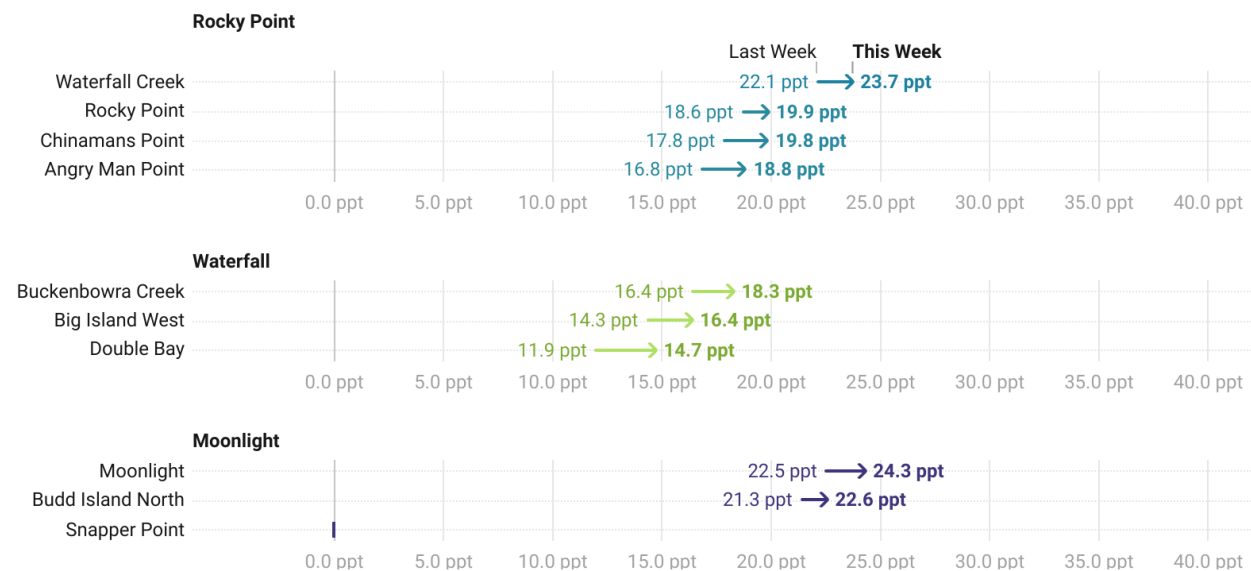 Rocky Point
Last Week This Week
Waterfall Creek 22.1 ppt 23.7 ppt
Rocky Point 18.6 ppt 19.9 ppt
Chinamans Point 17.8 ppt 19.8 ppt
Angry Man Point 16.8 ppt 18.8 ppt
0.0 ppt 5.0 ppt 10.0 ppt 15.0 ppt 20.0 ppt 25.0 ppt 30.0 ppt 35.0 ppt 40.0 ppt
Waterfall
Buckenbowra Creek 16.4 ppt 18.3 ppt
Big Island West 14.3 ppt 16.4 ppt
Double Bay 11.9 ppt 14.7 ppt
0.0 ppt 5.0 ppt 10.0 ppt 15.0 ppt 20.0 ppt 25.0 ppt 30.0 ppt 35.0 ppt 40.0 ppt
Moonlight
Moonlight 22.5 ppt 24.3 ppt
Budd Island North 21.3 ppt 22.6 ppt
Snapper Point
0.0 ppt 5.0 ppt 10.0 ppt 15.0 ppt 20.0 ppt 25.0 ppt 30.0 ppt 35.0 ppt 40.0 ppt